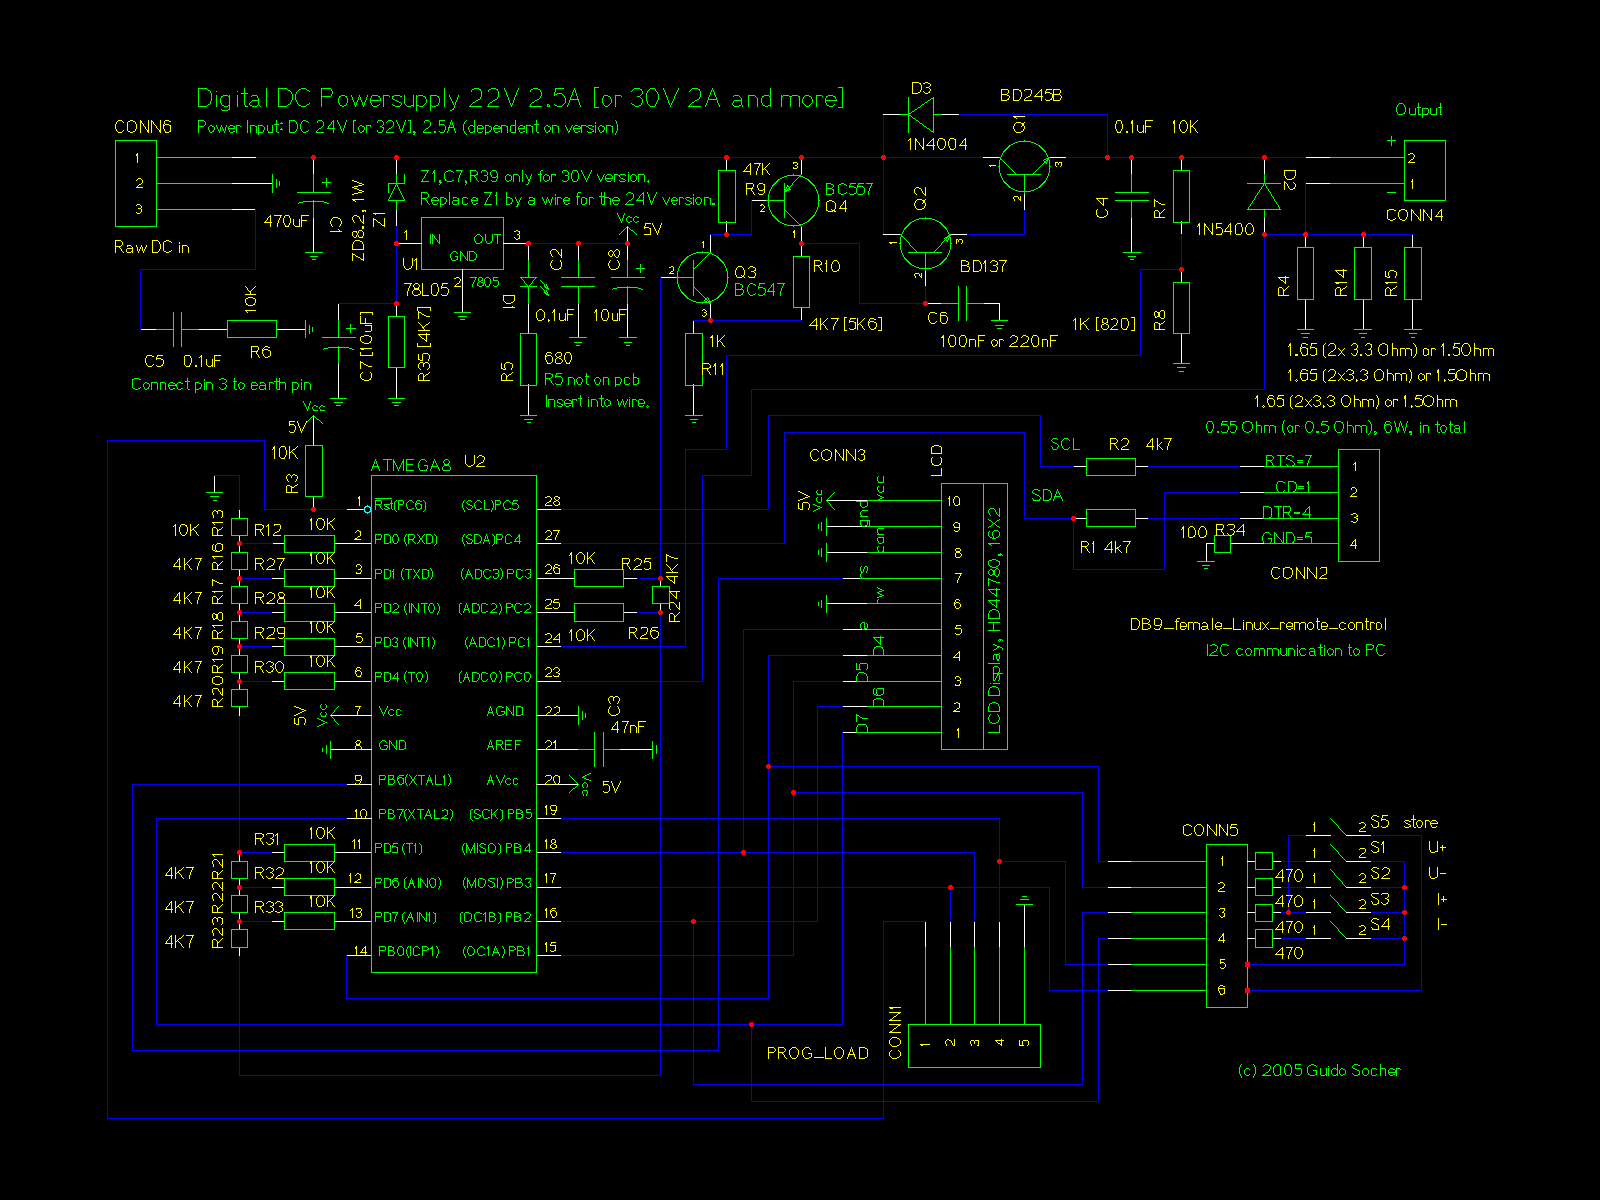 Digital DC Powersupply 22V 2.5A [or 30V 2A and more]
Power Input: DC 24V [or 32V], 2.5A (dependent on version)
CONN6
1
2
3
Raw DC in
470uF
+
C1
ZD8.2, 1W
Z1
Z1,C7,R39 only for 30V version.
Replace Z1 by a wire for the 24V version.
1
IN
OUT
3
GND
U1
2
7805
78L05
Vcc
5V
C2
C8
+
D1
0.1uF
10uF
R5
680
R5 not on pcb
Insert into wire.
C5
0.1uF
10K
R6
Connect pin 3 to earth pin
C7 [10uF]
+
R35 [4K7]
47K
R9
3
BC557
Q4
2
1
1
2
Q3
BC547
3
R10
4K7 [5K6]
1K
R11
D3
1N4004
BD245B
Q1
1
3
2
Q2
1
3
2
BD137
C6
100nF or 220nF
0.1uF
10K
C4
R7
1K [820]
R8
D2
1N5400
Output
+
2
1
-
CONN4
R4
R14
R15
1.65 (2x 3.3 Ohm) or 1.5Ohm
1.65 (2x3.3 Ohm) or 1.5Ohm
1.65 (2x3.3 Ohm) or 1.5Ohm
0.55 Ohm (or 0.5 Ohm), 6W, in total
SCL
R2
4k7
SDA
R1 4k7
RTS=7
1
CD=1
2
DTR-4
3
GND=5
4
100
R34
CONN2
DB9_female_Linux_remote_control
I2C communication to PC
Vcc
5V
10K
R3
ATMEGA8
U2
1
Rst(PC6)
(SCL)PC5
28
2
PD0 (RXD)
(SDA)PC4
27
3
PD1 (TXD)
(ADC3) PC3
26
4
PD2 (INT0)
(ADC2) PC2
25
5
PD3 (INT1)
(ADC1) PC1
24
6
PD4 (T0)
(ADC0) PC0
23
7
Vcc
AGND
22
8
GND
AREF
21
9
PB6(XTAL1)
AVcc
20
10
PB7(XTAL2)
(SCK) PB5
19
11
PD5 (T1)
(MISO) PB4
18
12
PD6 (AIN0)
(MOSI) PB3
17
13
PD7 (AIN1)
(OC1B) PB2
16
14
PB0(ICP1)
(OC1A) PB1
15
10K
R13
R12
10K
4K7
R16
R27
10K
4K7
R17
R28
10K
4K7
R18
R29
10K
4K7
R19
R30
10K
4K7
R20
5V
Vcc
R31
10K
4K7
R21
R32
10K
4K7
R22
R33
10K
4K7
R23
10K
R25
4K7
R24
10K
R26
C3
47nF
Vcc
5V
CONN3
LCD
5V
Vcc
vcc
10
gnd
9
con
8
rs
7
rw
6
e
5
D4
4
D5
3
D6
2
D7
1
LCD Display, HD44780, 16X2
CONN5
1
2
3
4
5
6
470
470
470
470
1
2
S5
store
1
2
S1
U+
1
2
S2
U-
1
2
S3
I+
1
2
S4
I-
PROG_LOAD
CONN1
1
2
3
4
5
(c) 2005 Guido Socher